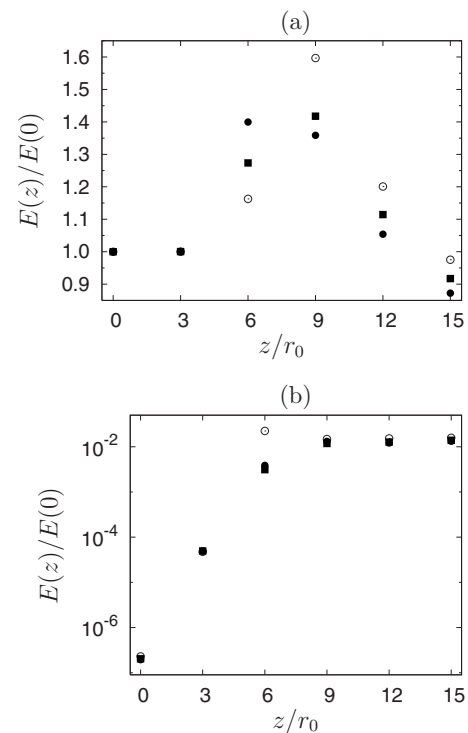 (a)
E(z)/E(0)
1.6
1.5
1.4
1.3
1.2
1.1
1.0
0.9
0 3 6 9 12 15
z/r₀
(b)
E(z)/E(0)
10⁻²
10⁻⁴
10⁻⁶
0 3 6 9 12 15
z/r₀